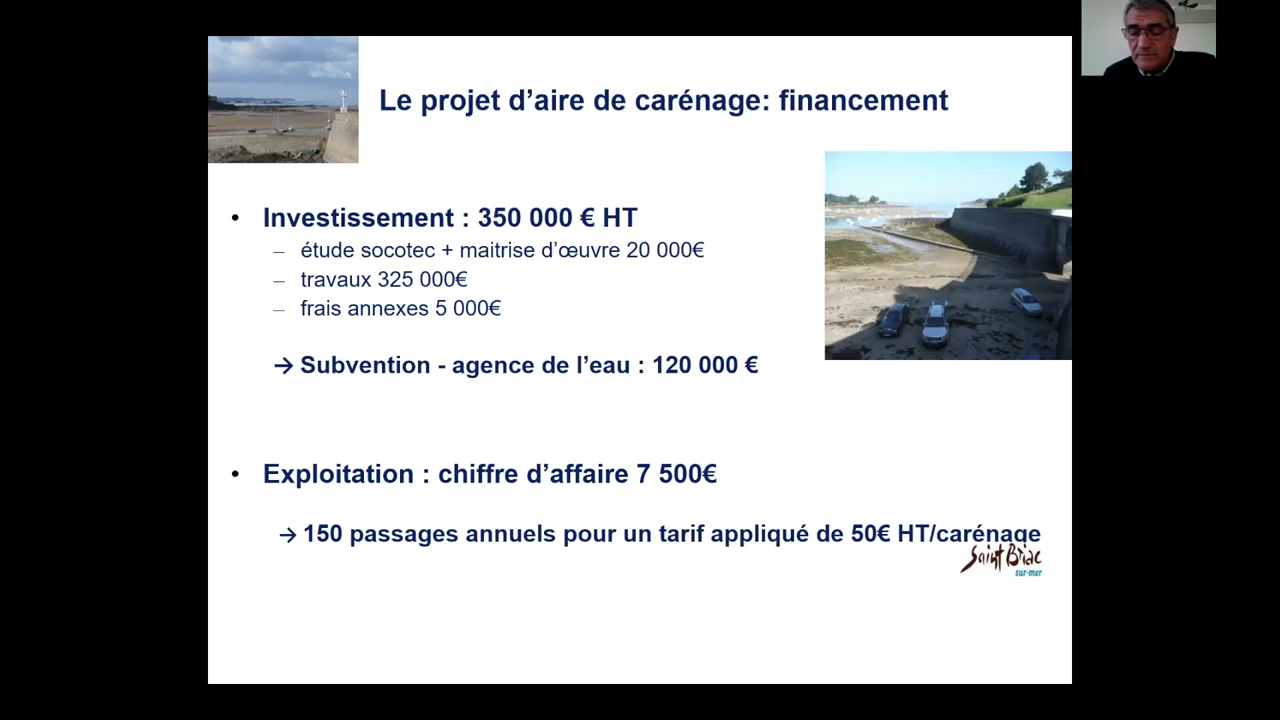 Le projet d’aire de carénage: financement
• Investissement : 350 000 € HT
– étude socotec + maitrise d’œuvre 20 000€
– travaux 325 000€
– frais annexes 5 000€
→ Subvention - agence de l’eau : 120 000 €
• Exploitation : chiffre d’affaire 7 500€
→ 150 passages annuels pour un tarif appliqué de 50€ HT/carénage
Saint Briac
sur-mer